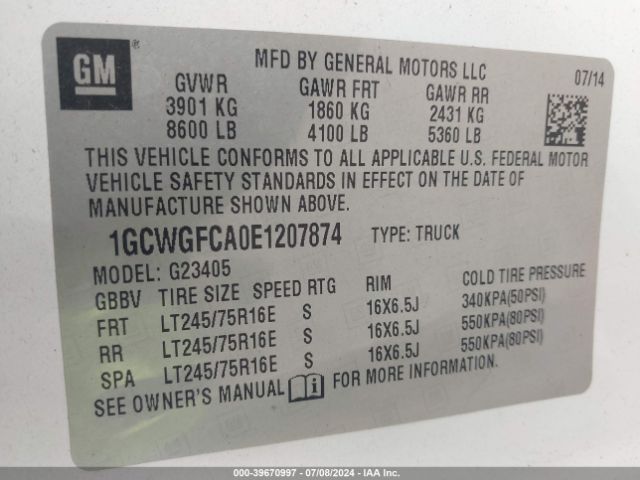 GM ®
MFD BY GENERAL MOTORS LLC
07/14
GVWR GAWR FRT GAWR RR
3901 KG 1860 KG 2431 KG
8600 LB 4100 LB 5360 LB
THIS VEHICLE CONFORMS TO ALL APPLICABLE U.S. FEDERAL MOTOR
VEHICLE SAFETY STANDARDS IN EFFECT ON THE DATE OF
MANUFACTURE SHOWN ABOVE.
1GCWGFCA0E1207874 TYPE: TRUCK
MODEL: G23405
GBBV TIRE SIZE SPEED RTG RIM COLD TIRE PRESSURE
FRT LT245/75R16E S 16X6.5J 340KPA(50PSI)
RR LT245/75R16E S 16X6.5J 550KPA(80PSI)
SPA LT245/75R16E S 16X6.5J 550KPA(80PSI)
SEE OWNER'S MANUAL i FOR MORE INFORMATION.
000-39670997 - 07/08/2024 - IAA Inc.